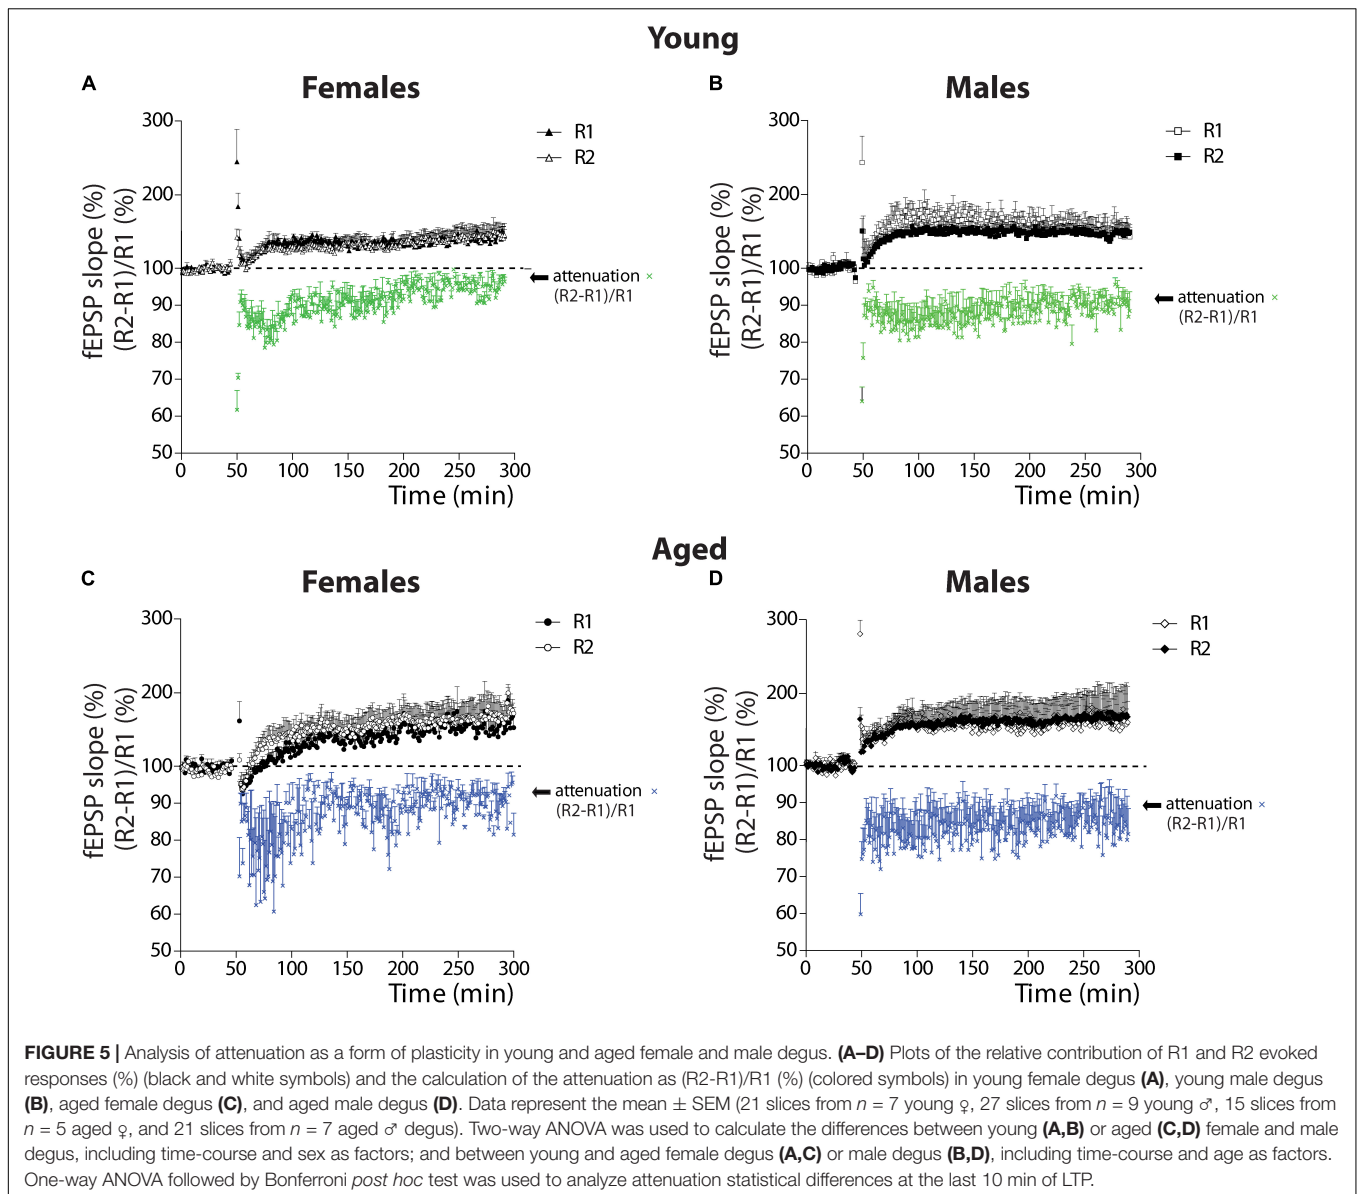 Young
A
Females
300
200
100
90
80
70
60
50
fEPSP slope (%)
(R2-R1)/R1 (%)
R1
R2
attenuation ×
(R2-R1)/R1
0 50 100 150 200 250 300
Time (min)
B
Males
300
200
100
90
80
70
60
50
fEPSP slope (%)
(R2-R1)/R1 (%)
R1
R2
attenuation ×
(R2-R1)/R1
0 50 100 150 200 250 300
Time (min)
Aged
C
Females
300
200
100
90
80
70
60
50
fEPSP slope (%)
(R2-R1)/R1 (%)
R1
R2
attenuation ×
(R2-R1)/R1
0 50 100 150 200 250 300
Time (min)
D
Males
300
200
100
90
80
70
60
50
fEPSP slope (%)
(R2-R1)/R1 (%)
R1
R2
attenuation ×
(R2-R1)/R1
0 50 100 150 200 250 300
Time (min)
FIGURE 5 | Analysis of attenuation as a form of plasticity in young and aged female and male degus. (A–D) Plots of the relative contribution of R1 and R2 evoked
responses (%) (black and white symbols) and the calculation of the attenuation as (R2-R1)/R1 (%) (colored symbols) in young female degus (A), young male degus
(B), aged female degus (C), and aged male degus (D). Data represent the mean ± SEM (21 slices from n = 7 young ♀, 27 slices from n = 9 young ♂, 15 slices from
n = 5 aged ♀, and 21 slices from n = 7 aged ♂ degus). Two-way ANOVA was used to calculate the differences between young (A,B) or aged (C,D) female and male
degus, including time-course and sex as factors; and between young and aged female degus (A,C) or male degus (B,D), including time-course and age as factors.
One-way ANOVA followed by Bonferroni post hoc test was used to analyze attenuation statistical differences at the last 10 min of LTP.